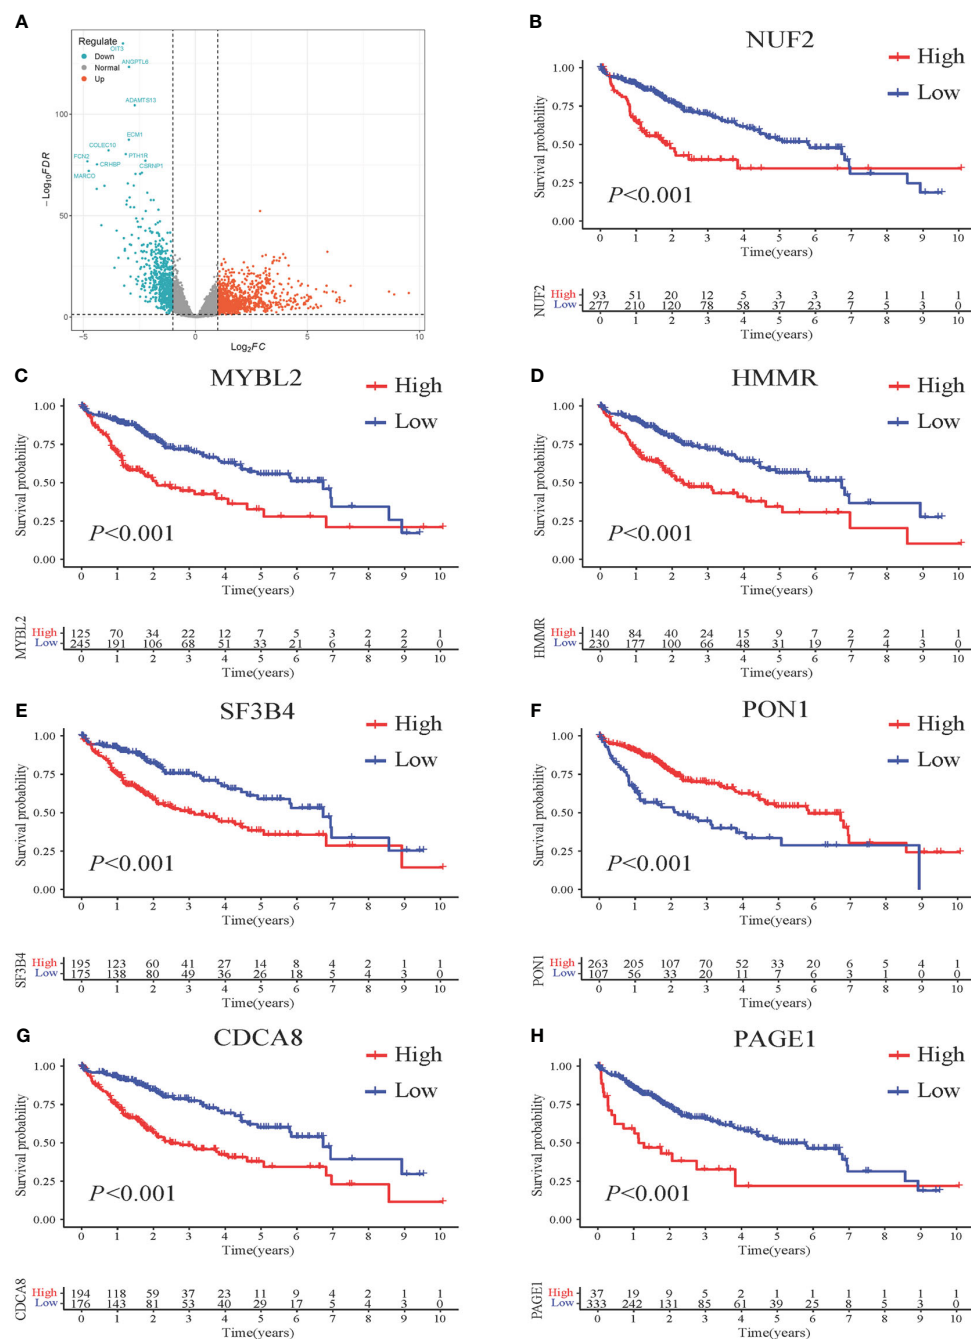 A
Regulate
Down
Normal
Up
OIT3
ANGPTL6
ADAMTS13
ECM1
COLEC10
PTH1R
FCN2
CRHBP
CSRNP1
MARCO
−Log10FDR
100
50
0
−5 0 5 10
Log2FC
B
NUF2
High
Low
Survival probability
1.00
0.75
0.50
0.25
0.00
P<0.001
0 1 2 3 4 5 6 7 8 9 10
Time(years)
NUF2
High 93 51 20 12 5 3 3 2 1 1 1
Low 277 210 120 78 58 37 23 7 5 3 0
0 1 2 3 4 5 6 7 8 9 10
Time(years)
C
MYBL2
High
Low
Survival probability
1.00
0.75
0.50
0.25
0.00
P<0.001
0 1 2 3 4 5 6 7 8 9 10
Time(years)
MYBL2
High 125 70 34 22 12 7 5 3 2 2 1
Low 245 191 106 68 51 33 21 6 4 2 0
0 1 2 3 4 5 6 7 8 9 10
Time(years)
D
HMMR
High
Low
Survival probability
1.00
0.75
0.50
0.25
0.00
P<0.001
0 1 2 3 4 5 6 7 8 9 10
Time(years)
HMMR
High 140 84 40 24 15 9 7 2 2 1 1
Low 230 177 100 66 48 31 19 7 4 3 0
0 1 2 3 4 5 6 7 8 9 10
Time(years)
E
SF3B4
High
Low
Survival probability
1.00
0.75
0.50
0.25
0.00
P<0.001
0 1 2 3 4 5 6 7 8 9 10
Time(years)
SF3B4
High 195 123 60 41 27 14 8 4 2 1 1
Low 175 138 80 49 36 26 18 5 4 3 0
0 1 2 3 4 5 6 7 8 9 10
Time(years)
F
PON1
High
Low
Survival probability
1.00
0.75
0.50
0.25
0.00
P<0.001
0 1 2 3 4 5 6 7 8 9 10
Time(years)
PON1
High 263 205 107 70 52 33 20 6 5 4 1
Low 107 56 33 20 11 7 6 3 1 0 0
0 1 2 3 4 5 6 7 8 9 10
Time(years)
G
CDCA8
High
Low
Survival probability
1.00
0.75
0.50
0.25
0.00
P<0.001
0 1 2 3 4 5 6 7 8 9 10
Time(years)
CDCA8
High 194 118 59 37 23 11 9 4 2 1 1
Low 176 143 81 53 40 29 17 5 4 3 0
0 1 2 3 4 5 6 7 8 9 10
Time(years)
H
PAGE1
High
Low
Survival probability
1.00
0.75
0.50
0.25
0.00
P<0.001
0 1 2 3 4 5 6 7 8 9 10
Time(years)
PAGE1
High 37 19 9 5 2 1 1 1 1 1 1
Low 333 242 131 85 61 39 25 8 5 3 0
0 1 2 3 4 5 6 7 8 9 10
Time(years)